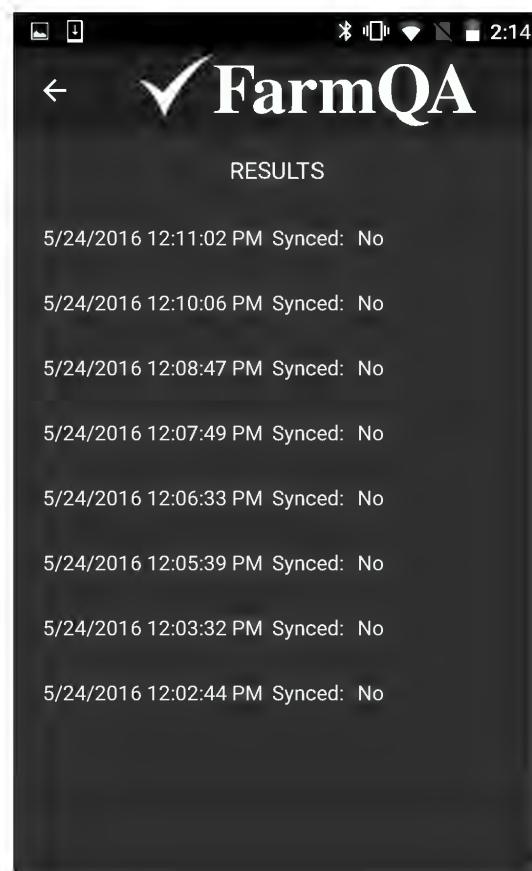 2:14
FarmQA
RESULTS
5/24/2016 12:11:02 PM Synced: No
5/24/2016 12:10:06 PM Synced: No
5/24/2016 12:08:47 PM Synced: No
5/24/2016 12:07:49 PM Synced: No
5/24/2016 12:06:33 PM Synced: No
5/24/2016 12:05:39 PM Synced: No
5/24/2016 12:03:32 PM Synced: No
5/24/2016 12:02:44 PM Synced: No